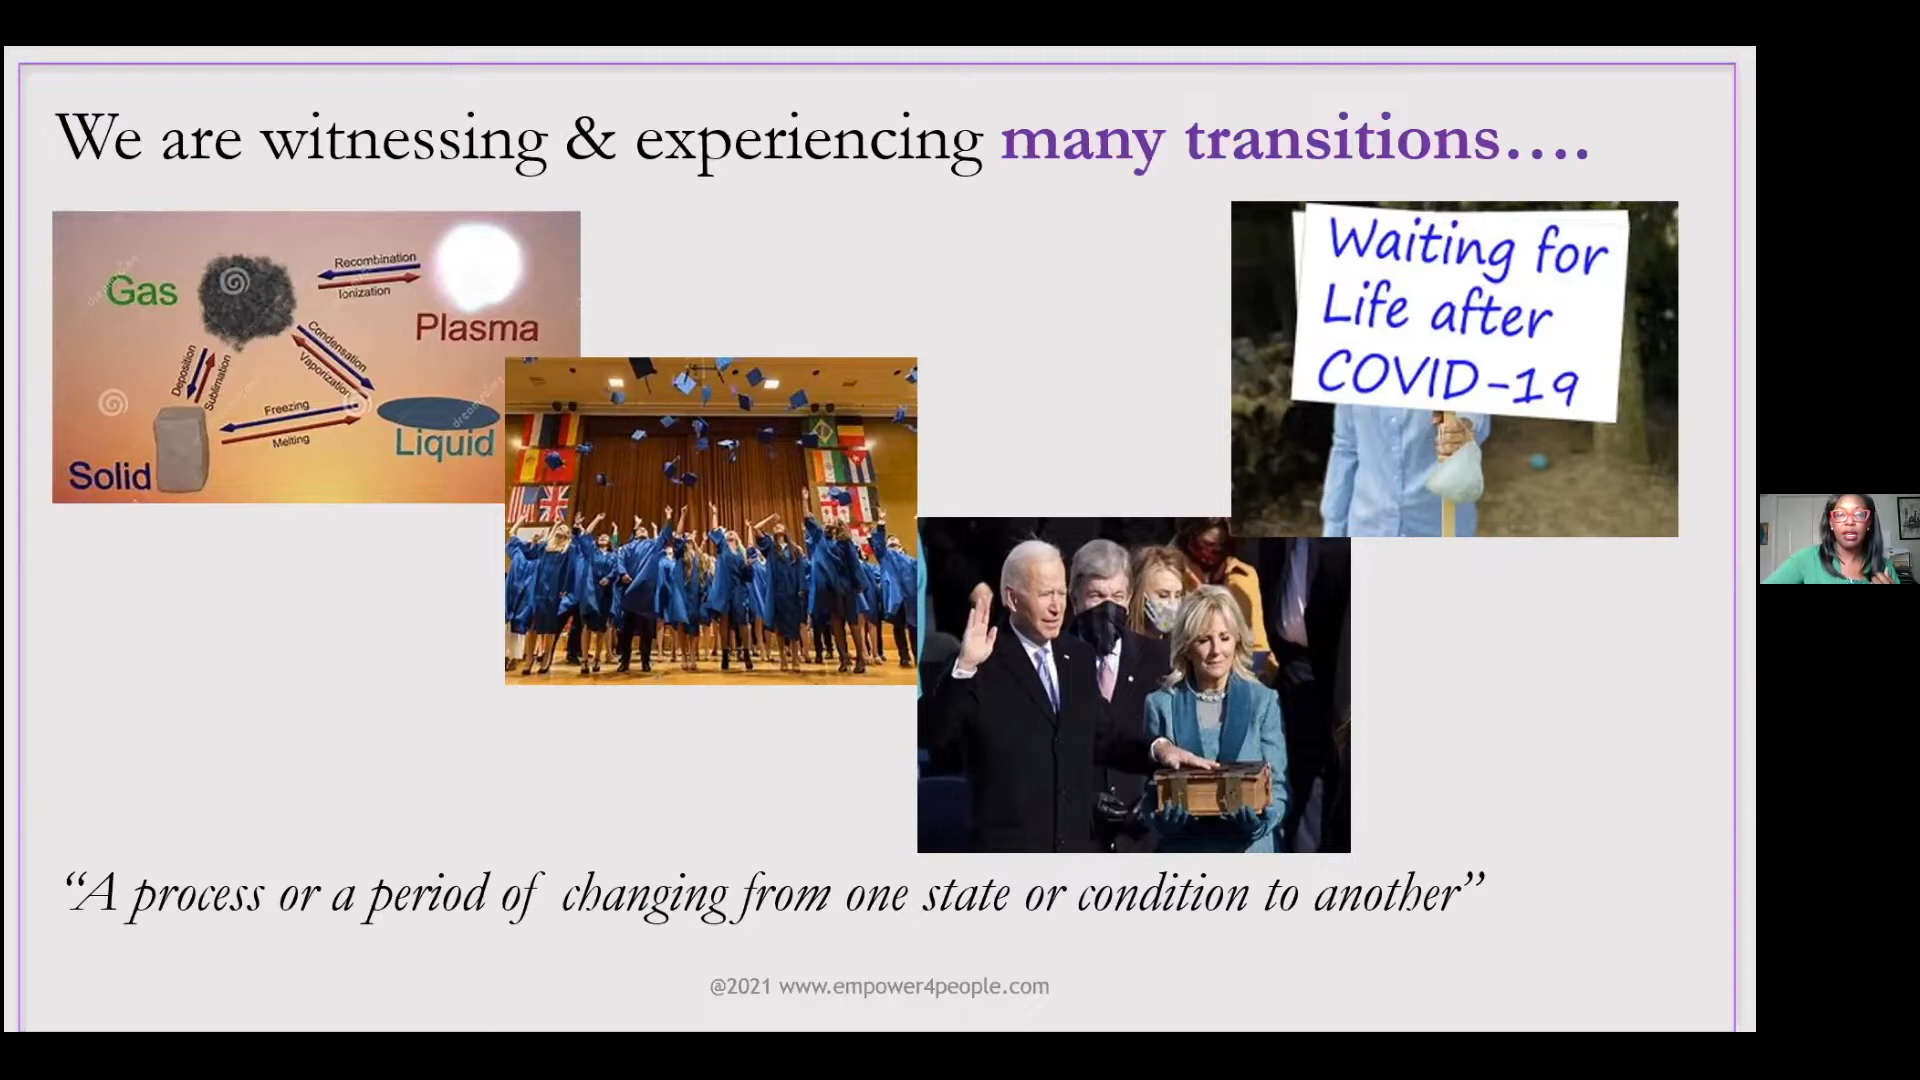 We are witnessing & experiencing many transitions....
Gas
Recombination
Ionization
Plasma
Condensation
Vaporization
Deposition
Sublimation
Freezing
Melting
Solid
Liquid
Waiting for
Life after
COVID-19
“A process or a period of changing from one state or condition to another”
@2021 www.empower4people.com